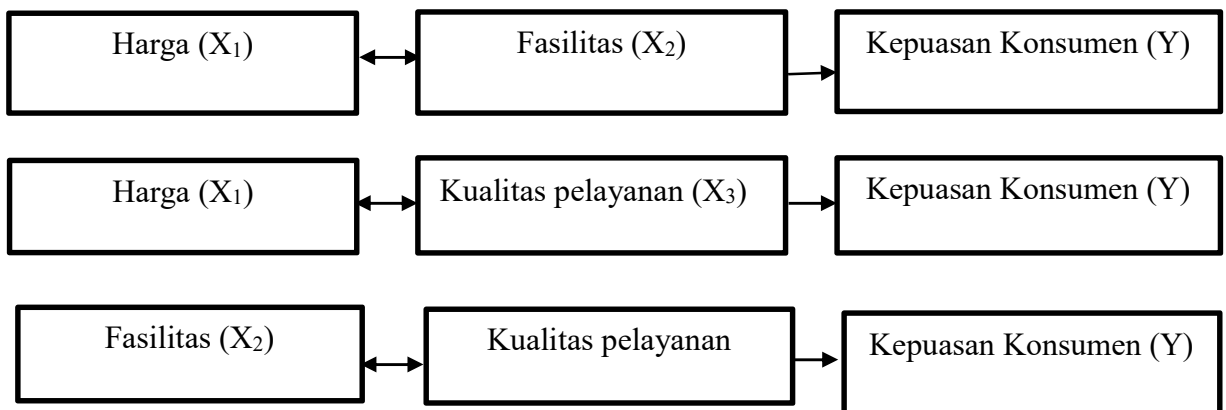 Harga (X₁)
Fasilitas (X₂)
Kepuasan Konsumen (Y)
Harga (X₁)
Kualitas pelayanan (X₃)
Kepuasan Konsumen (Y)
Fasilitas (X₂)
Kualitas pelayanan
Kepuasan Konsumen (Y)